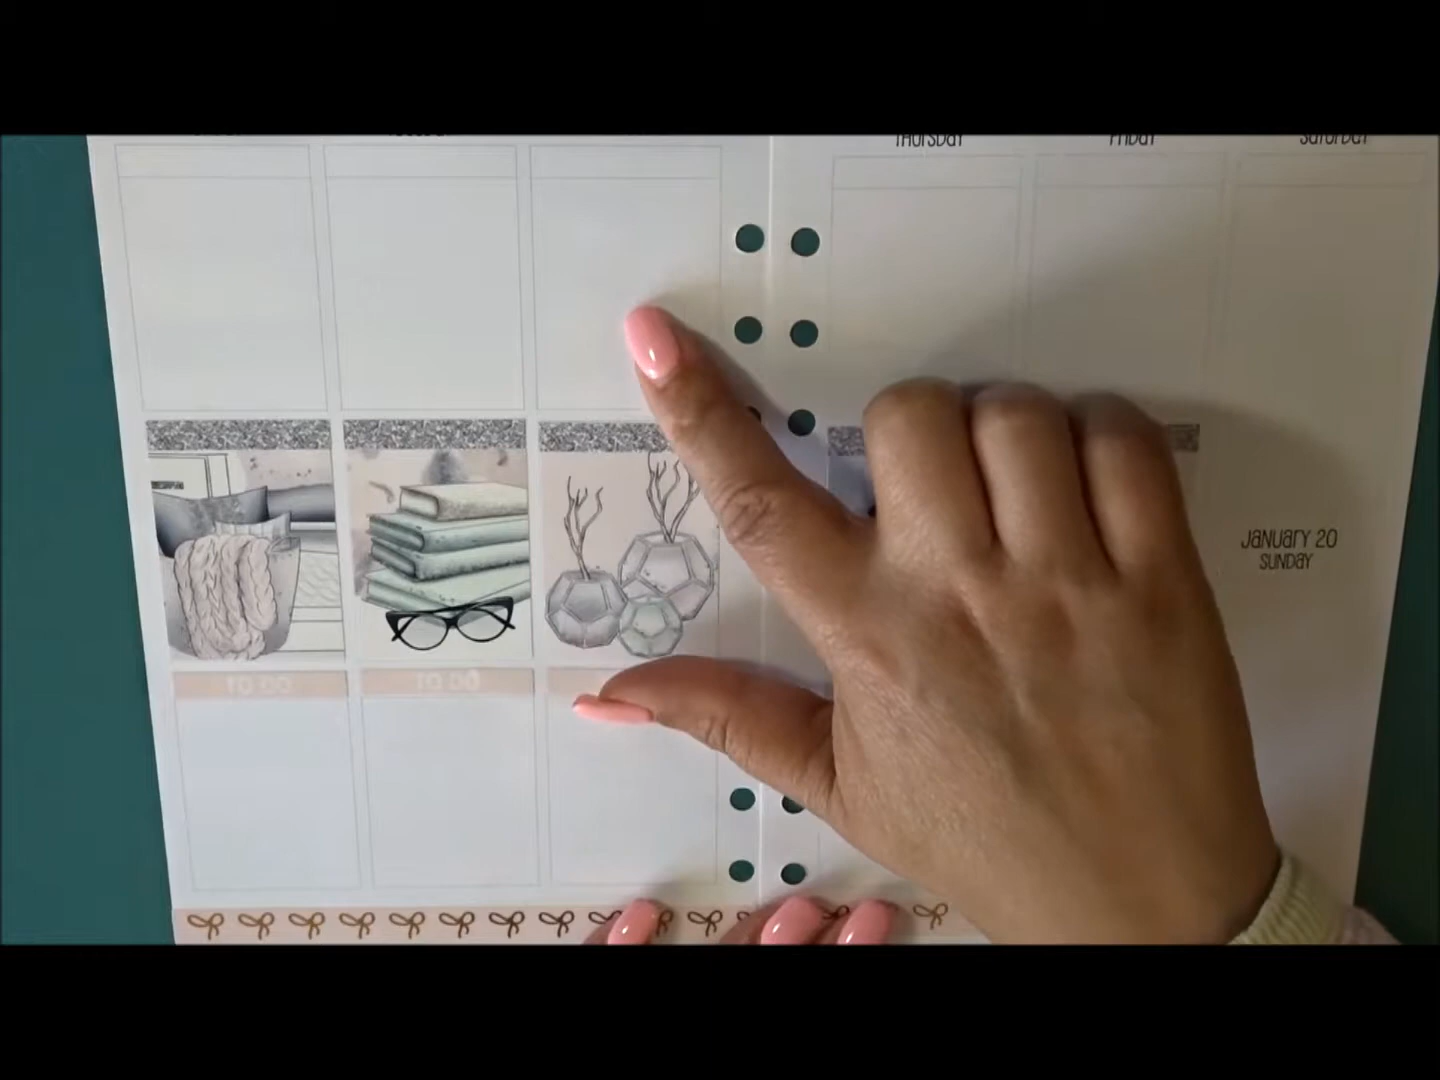 THURSDAY
FRIDAY
SATURDAY
JANUARY 20
SUNDAY
TO DO
TO DO